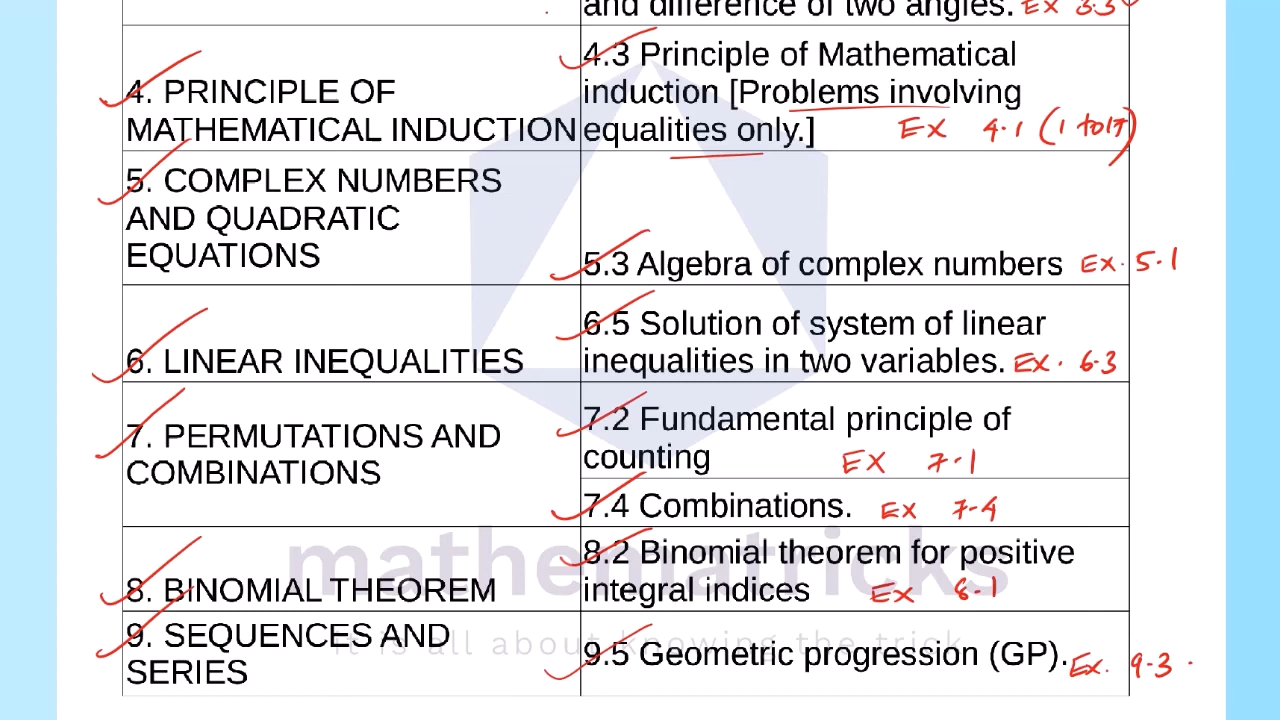 and difference of two angles. EX 3.3
4. PRINCIPLE OF
MATHEMATICAL INDUCTION
4.3 Principle of Mathematical
induction [Problems involving
equalities only.] EX 4.1 (1 to 17)
5. COMPLEX NUMBERS
AND QUADRATIC
EQUATIONS
5.3 Algebra of complex numbers EX. 5.1
6. LINEAR INEQUALITIES
6.5 Solution of system of linear
inequalities in two variables. EX. 6.3
7. PERMUTATIONS AND
COMBINATIONS
7.2 Fundamental principle of
counting EX 7.1
7.4 Combinations. EX 7.4
mathematricks
8. BINOMIAL THEOREM
8.2 Binomial theorem for positive
integral indices EX 8.1
9. SEQUENCES AND
SERIES
it is all about knowing the trick
9.5 Geometric progression (GP). Ex. 9.3.